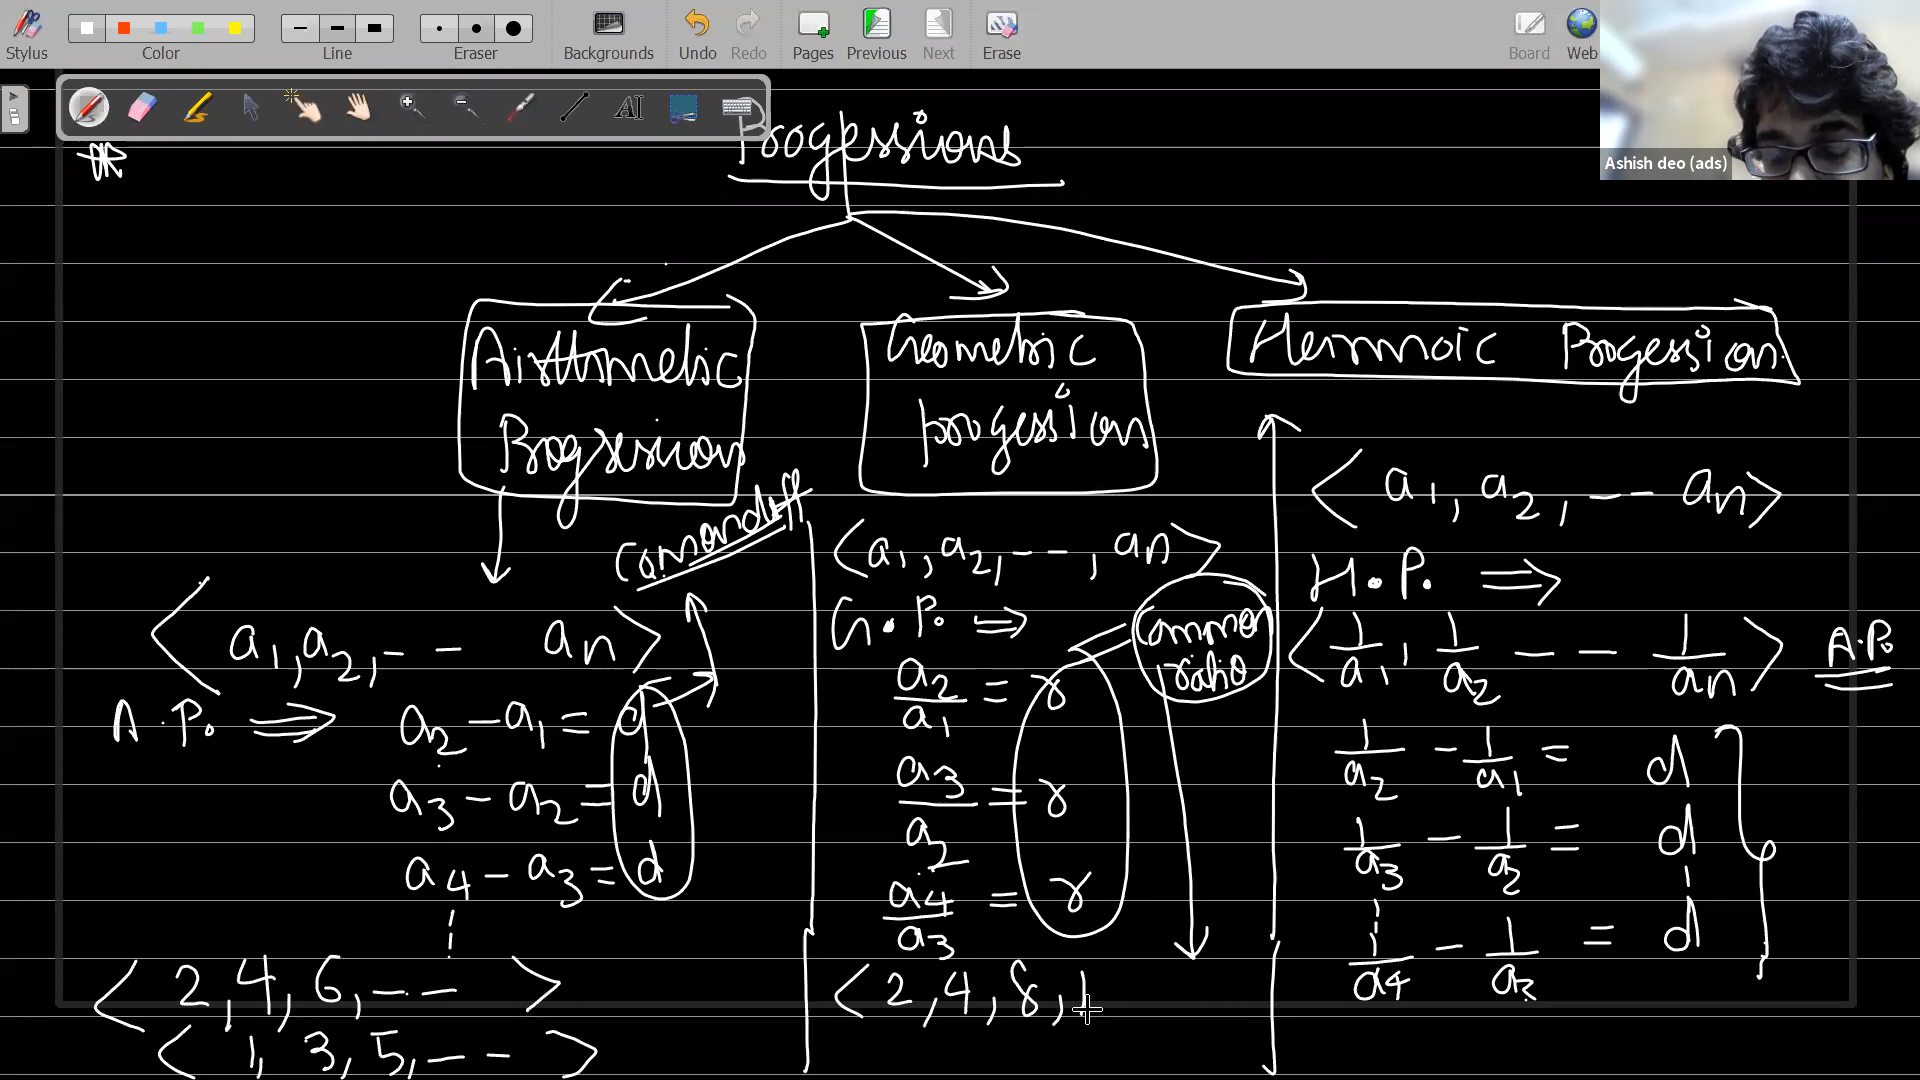 Stylus
Color
Line
Eraser
Backgrounds
Undo
Redo
Pages
Previous
Next
Erase
Board
Web
Ashish deo (ads)
Progessions
Airthmetic
Geometric
progession
Hermnoic Progession
common diff
< a1, a2, -- an >
A.P. ⇒ a2 - a1 = d
a3 - a2 = d
a4 - a3 = d
< 2, 4, 6, -- >
< 1, 3, 5, -- >
< a1, a2, --, an >
G.P. ⇒
common
ratio
a2/a1 = r
a3/a2 = r
a4/a3 = r
< 2, 4, 8, 1
< a1, a2, -- an >
H.P. ⇒
< 1/a1, 1/a2 -- 1/an > A.P.
1/a2 - 1/a1 = d
1/a3 - 1/a2 = d
1/a4 - 1/a3 = d